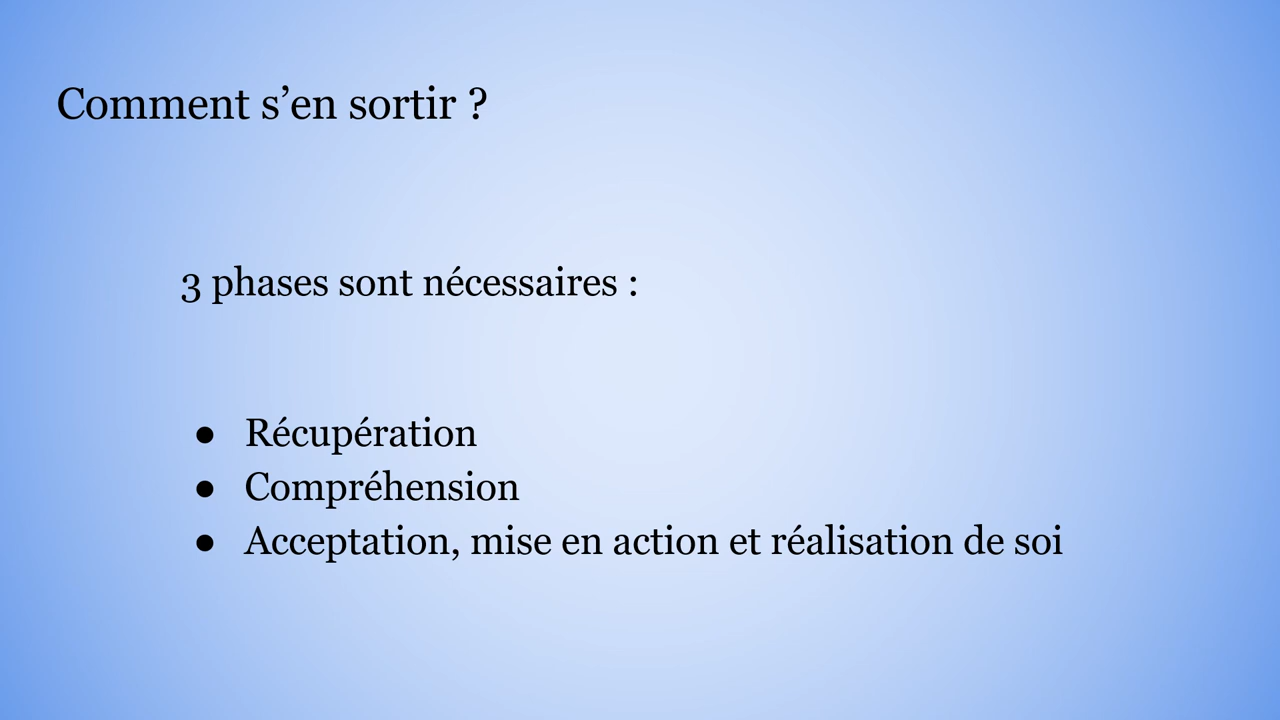 Comment s’en sortir ?
3 phases sont nécessaires :
● Récupération
● Compréhension
● Acceptation, mise en action et réalisation de soi